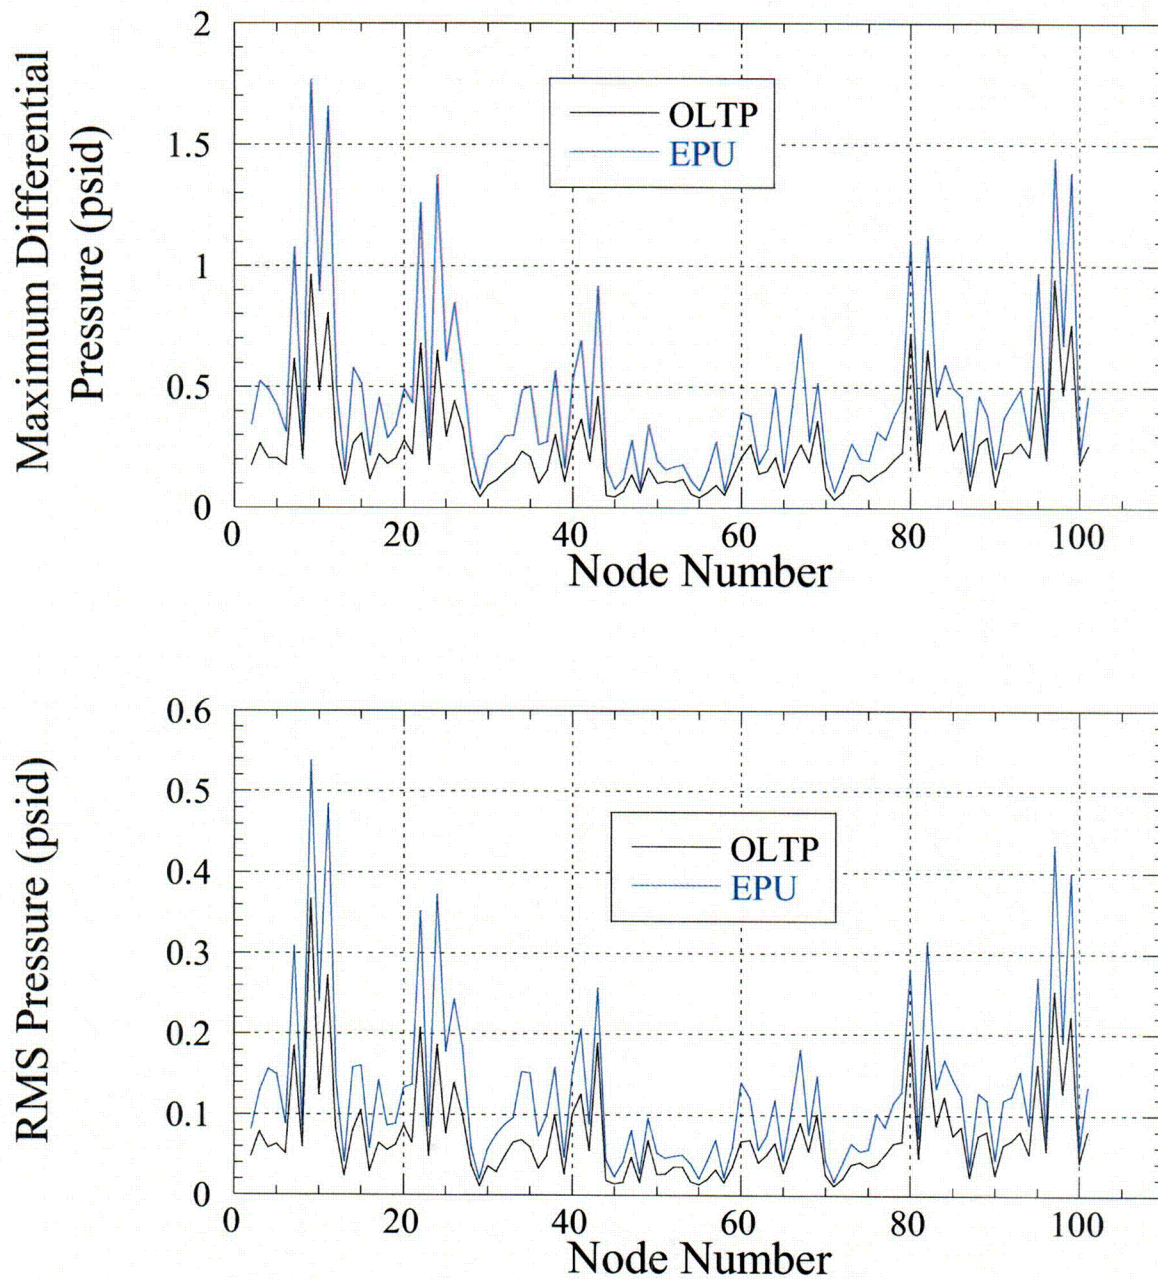 Maximum Differential
Pressure (psid)
2
1.5
1
0.5
0
OLTP
EPU
0 20 40 60 80 100
Node Number
RMS Pressure (psid)
0.6
0.5
0.4
0.3
0.2
0.1
0
OLTP
EPU
0 20 40 60 80 100
Node Number